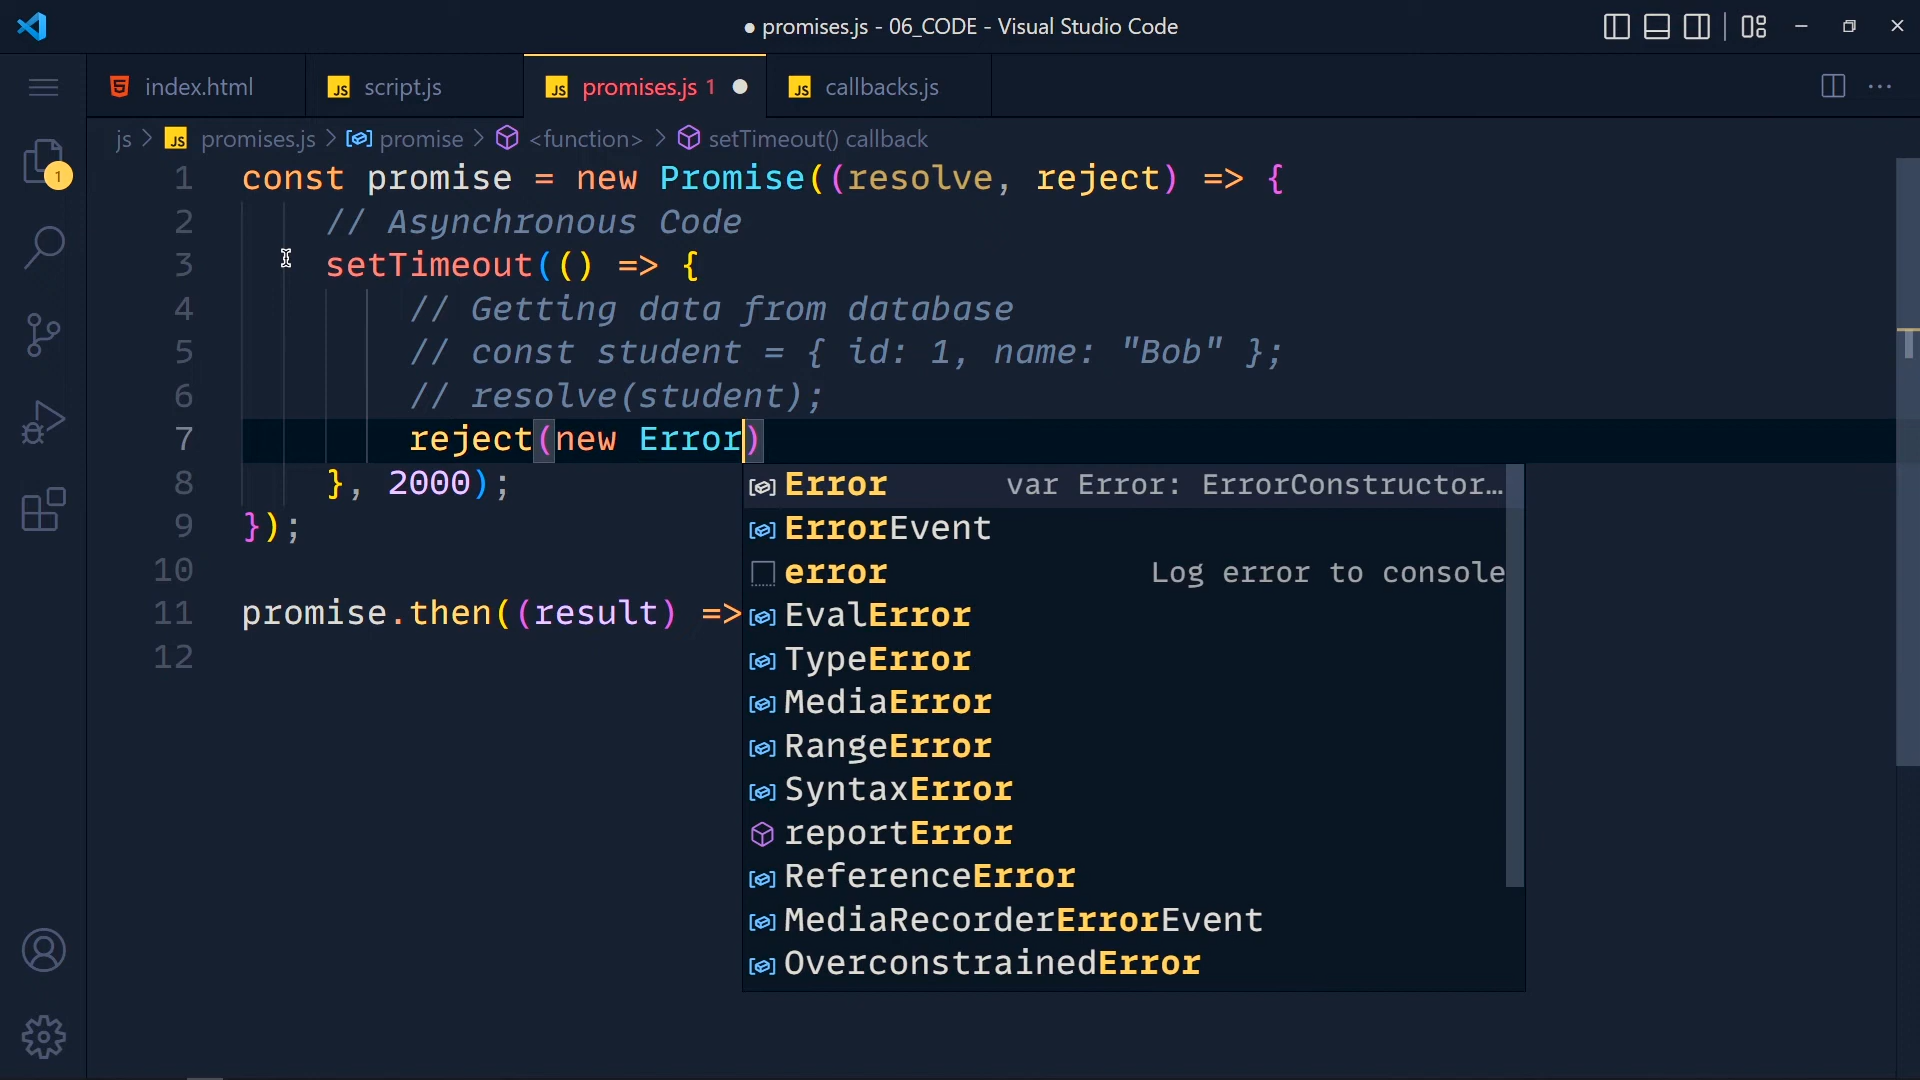 ● promises.js - 06_CODE - Visual Studio Code
index.html
JS script.js
JS promises.js 1 ●
JS callbacks.js
js > JS promises.js > promise > <function> > setTimeout() callback
1
1 const promise = new Promise((resolve, reject) => {
2 // Asynchronous Code
3 setTimeout(() => {
4 // Getting data from database
5 // const student = { id: 1, name: "Bob" };
6 // resolve(student);
7 reject(new Error)
8 }, 2000);
9 });
10
11 promise.then((result) =>
12
Error var Error: ErrorConstructor…
ErrorEvent
error Log error to console
EvalError
TypeError
MediaError
RangeError
SyntaxError
reportError
ReferenceError
MediaRecorderErrorEvent
OverconstrainedError